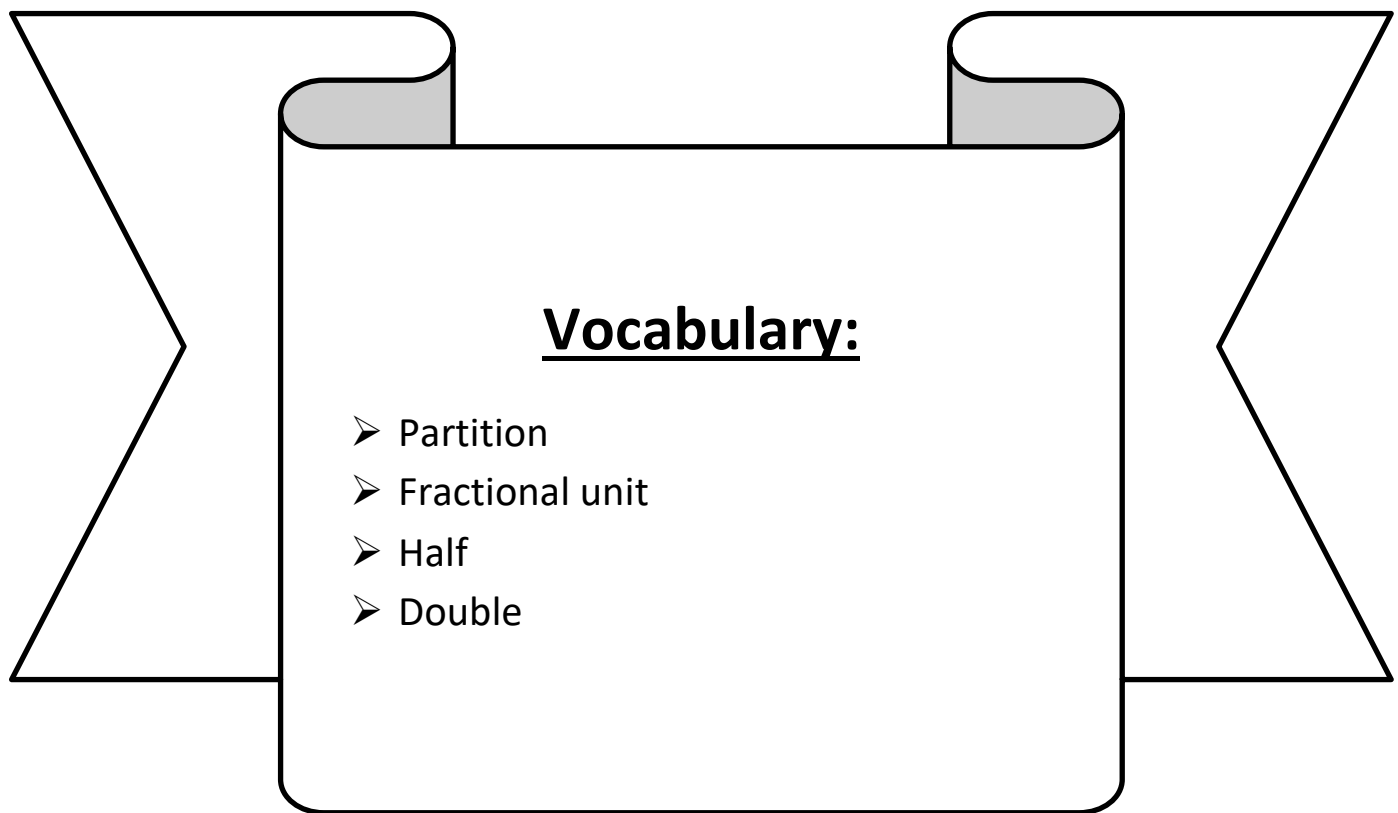 Vocabulary:
➢ Partition
➢ Fractional unit
➢ Half
➢ Double